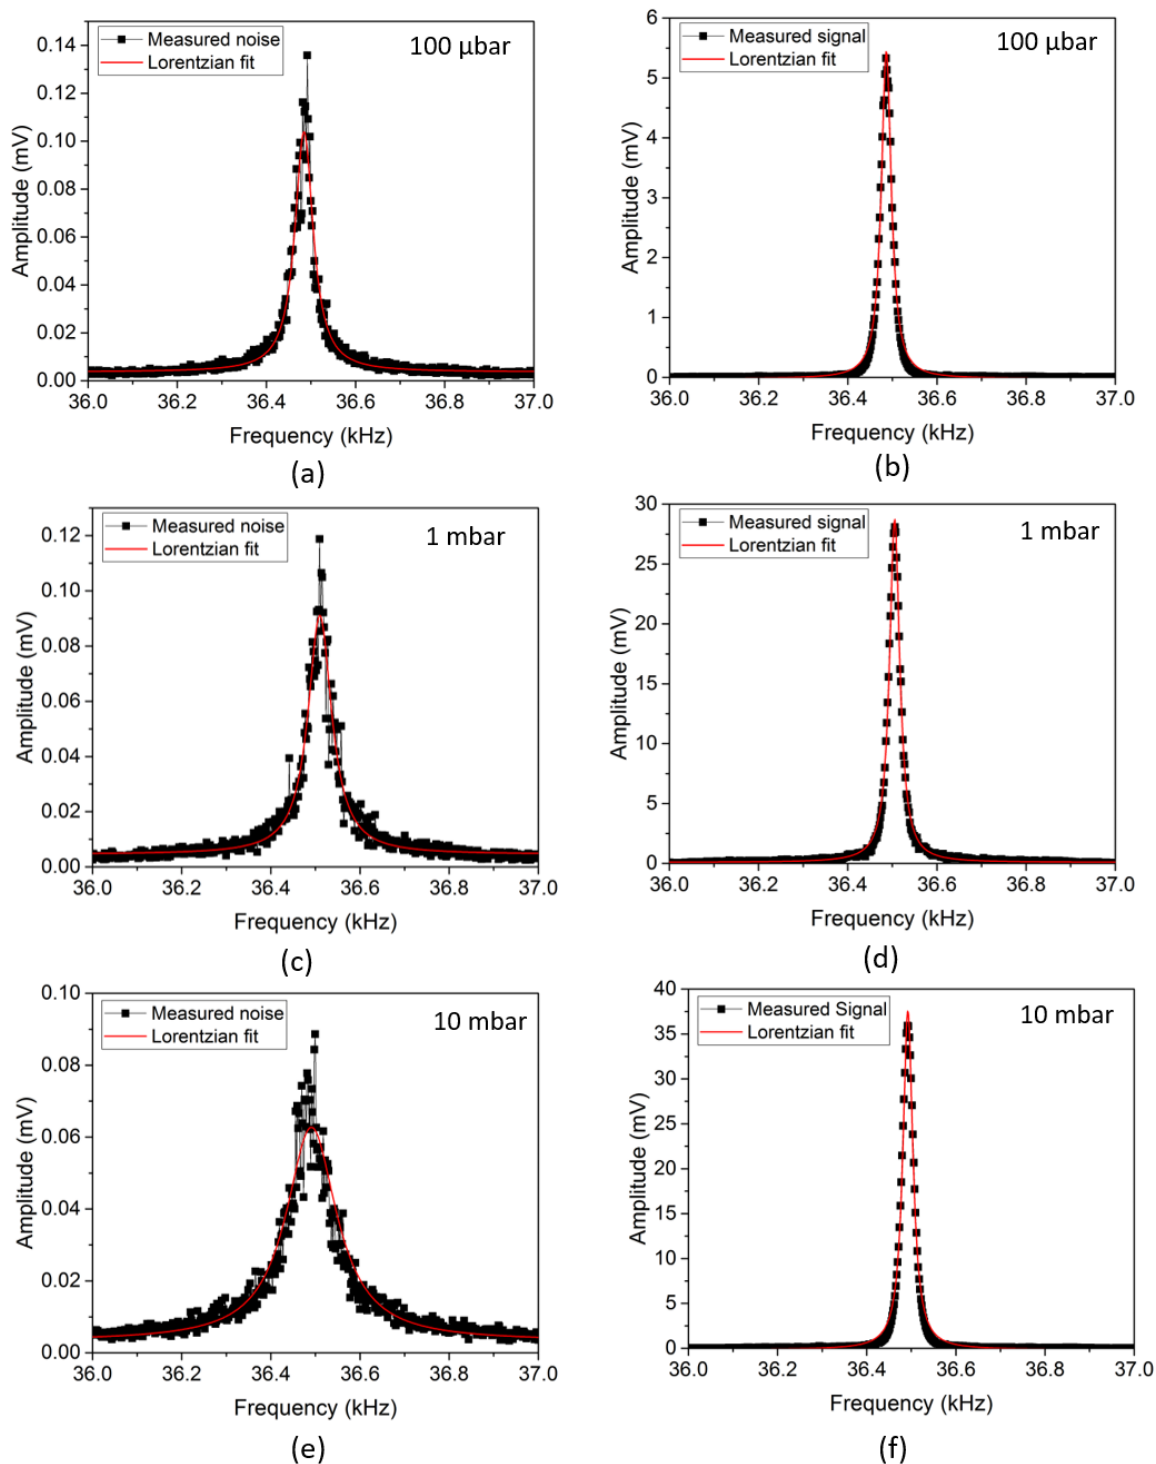 Measured noise
Lorentzian fit
100 µbar
0.14
0.12
0.10
0.08
0.06
0.04
0.02
0.00
Amplitude (mV)
36.0 36.2 36.4 36.6 36.8 37.0
Frequency (kHz)
(a)
Measured signal
Lorentzian fit
100 µbar
6
5
4
3
2
1
0
Amplitude (mV)
36.0 36.2 36.4 36.6 36.8 37.0
Frequency (kHz)
(b)
Measured noise
Lorentzian fit
1 mbar
0.12
0.10
0.08
0.06
0.04
0.02
0.00
Amplitude (mV)
36.0 36.2 36.4 36.6 36.8 37.0
Frequency (kHz)
(c)
Measured signal
Lorentzian fit
1 mbar
30
25
20
15
10
5
0
Amplitude (mV)
36.0 36.2 36.4 36.6 36.8 37.0
Frequency (kHz)
(d)
Measured noise
Lorentzian fit
10 mbar
0.10
0.08
0.06
0.04
0.02
0.00
Amplitude (mV)
36.0 36.2 36.4 36.6 36.8 37.0
Frequency (kHz)
(e)
Measured Signal
Lorentzian fit
10 mbar
40
35
30
25
20
15
10
5
0
Amplitude (mV)
36.0 36.2 36.4 36.6 36.8 37.0
Frequency (kHz)
(f)